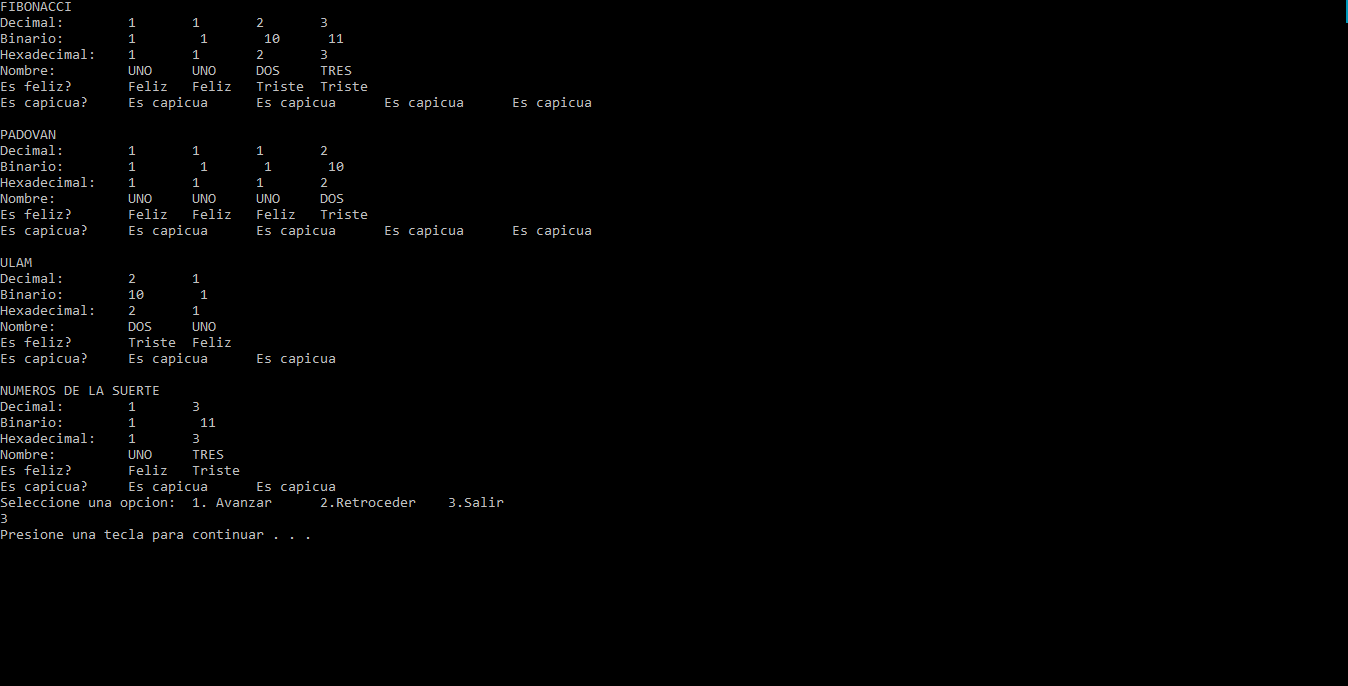 FIBONACCI
Decimal: 1 1 2 3
Binario: 1 1 10 11
Hexadecimal: 1 1 2 3
Nombre: UNO UNO DOS TRES
Es feliz? Feliz Feliz Triste Triste
Es capicua? Es capicua Es capicua Es capicua Es capicua
PADOVAN
Decimal: 1 1 1 2
Binario: 1 1 1 10
Hexadecimal: 1 1 1 2
Nombre: UNO UNO UNO DOS
Es feliz? Feliz Feliz Feliz Triste
Es capicua? Es capicua Es capicua Es capicua Es capicua
ULAM
Decimal: 2 1
Binario: 10 1
Hexadecimal: 2 1
Nombre: DOS UNO
Es feliz? Triste Feliz
Es capicua? Es capicua Es capicua
NUMEROS DE LA SUERTE
Decimal: 1 3
Binario: 1 11
Hexadecimal: 1 3
Nombre: UNO TRES
Es feliz? Feliz Triste
Es capicua? Es capicua Es capicua
Seleccione una opcion: 1. Avanzar 2.Retroceder 3.Salir
3
Presione una tecla para continuar . . .